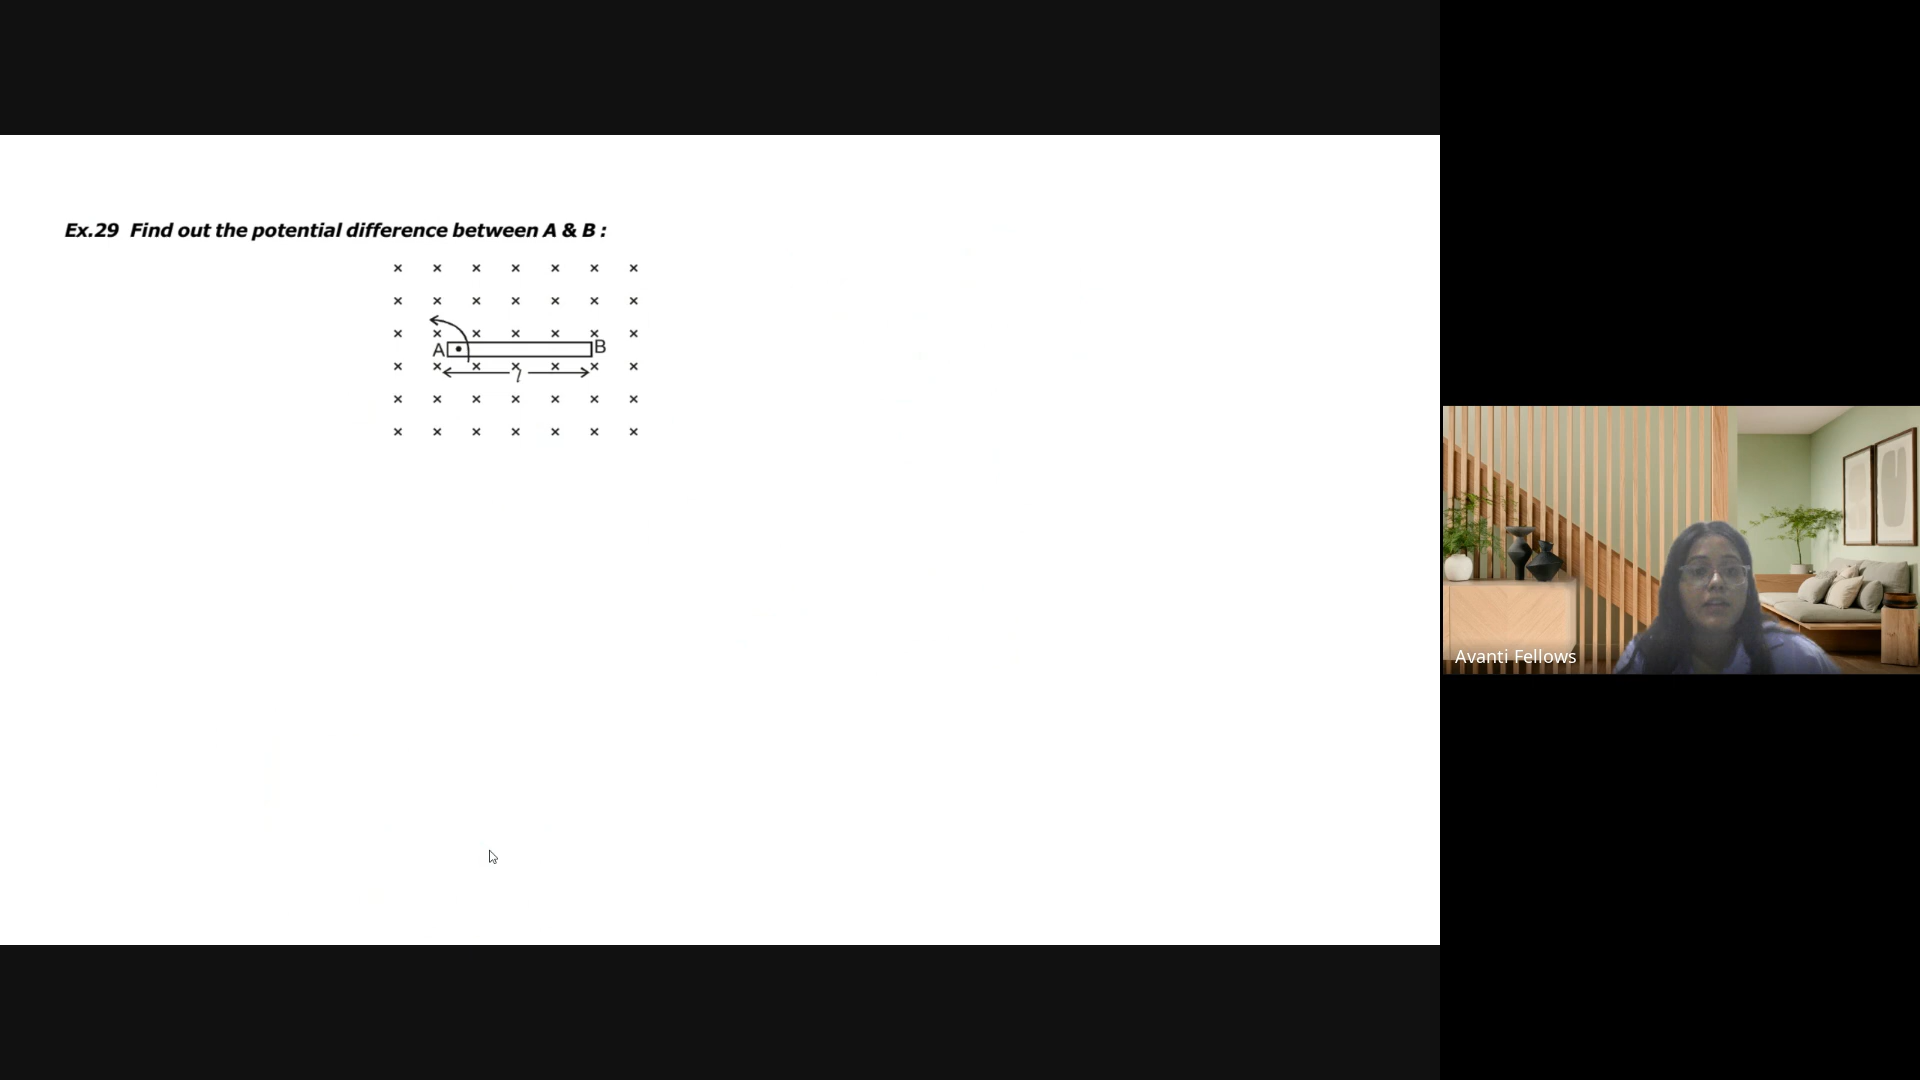 Ex.29 Find out the potential difference between A & B :
× × × × × × ×
× × × × × × ×
× × × × × × ×
A B
× × × × × × ×
l
× × × × × × ×
× × × × × × ×
Avanti Fellows